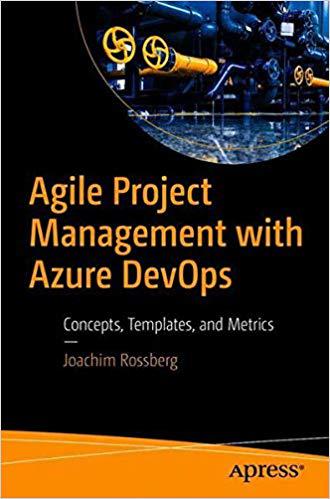 Agile Project
Management with
Azure DevOps
Concepts, Templates, and Metrics
—
Joachim Rossberg
Apress®